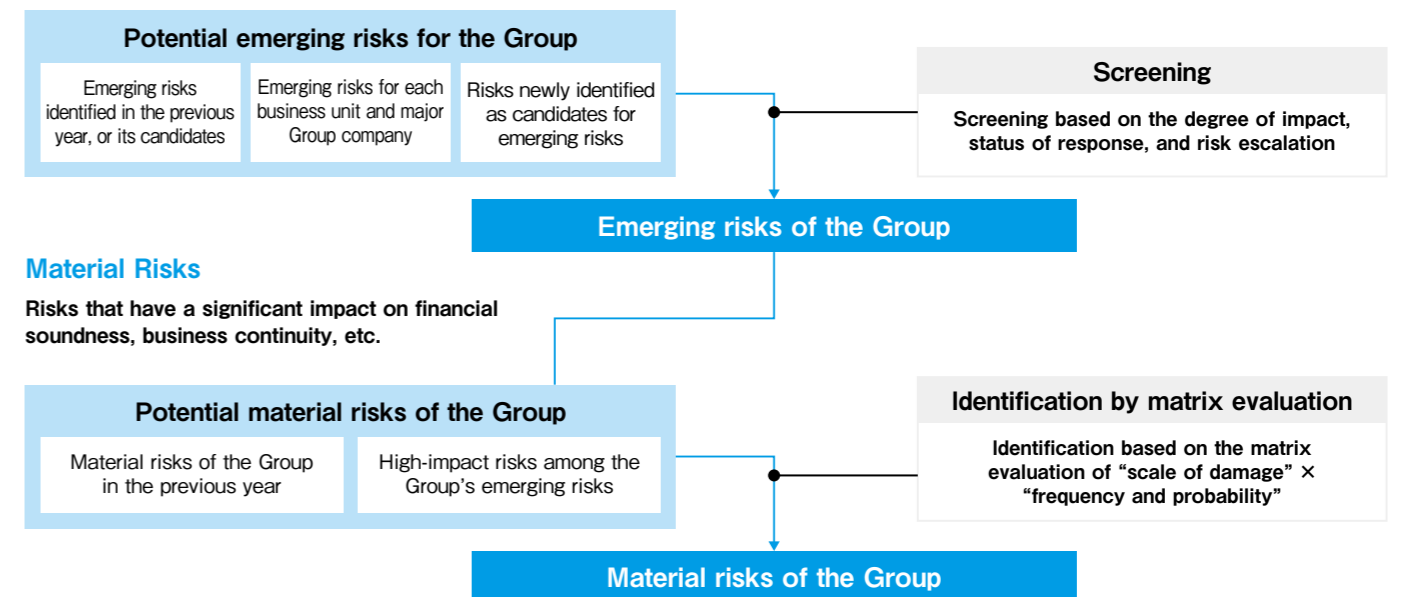 Potential emerging risks for the Group
Emerging risks
identified in the previous
year, or its candidates
Emerging risks for each
business unit and major
Group company
Risks newly identified
as candidates for
emerging risks
Screening
Screening based on the degree of impact,
status of response, and risk escalation
Emerging risks of the Group
Material Risks
Risks that have a significant impact on financial
soundness, business continuity, etc.
Potential material risks of the Group
Material risks of the Group
in the previous year
High-impact risks among the
Group’s emerging risks
Identification by matrix evaluation
Identification based on the matrix
evaluation of “scale of damage” ×
“frequency and probability”
Material risks of the Group